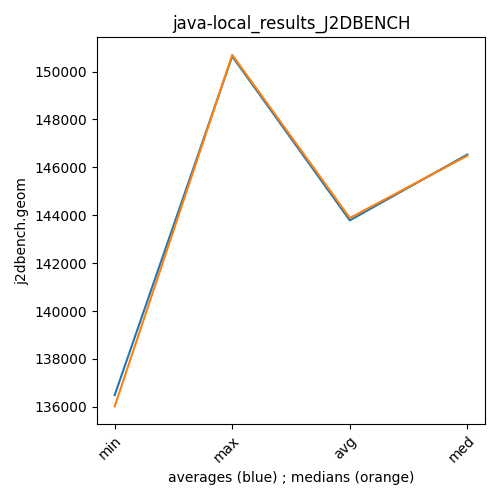 java-local_results_J2DBENCH
j2dbench.geom
150000
148000
146000
144000
142000
140000
138000
136000
min
max
avg
med
averages (blue) ; medians (orange)